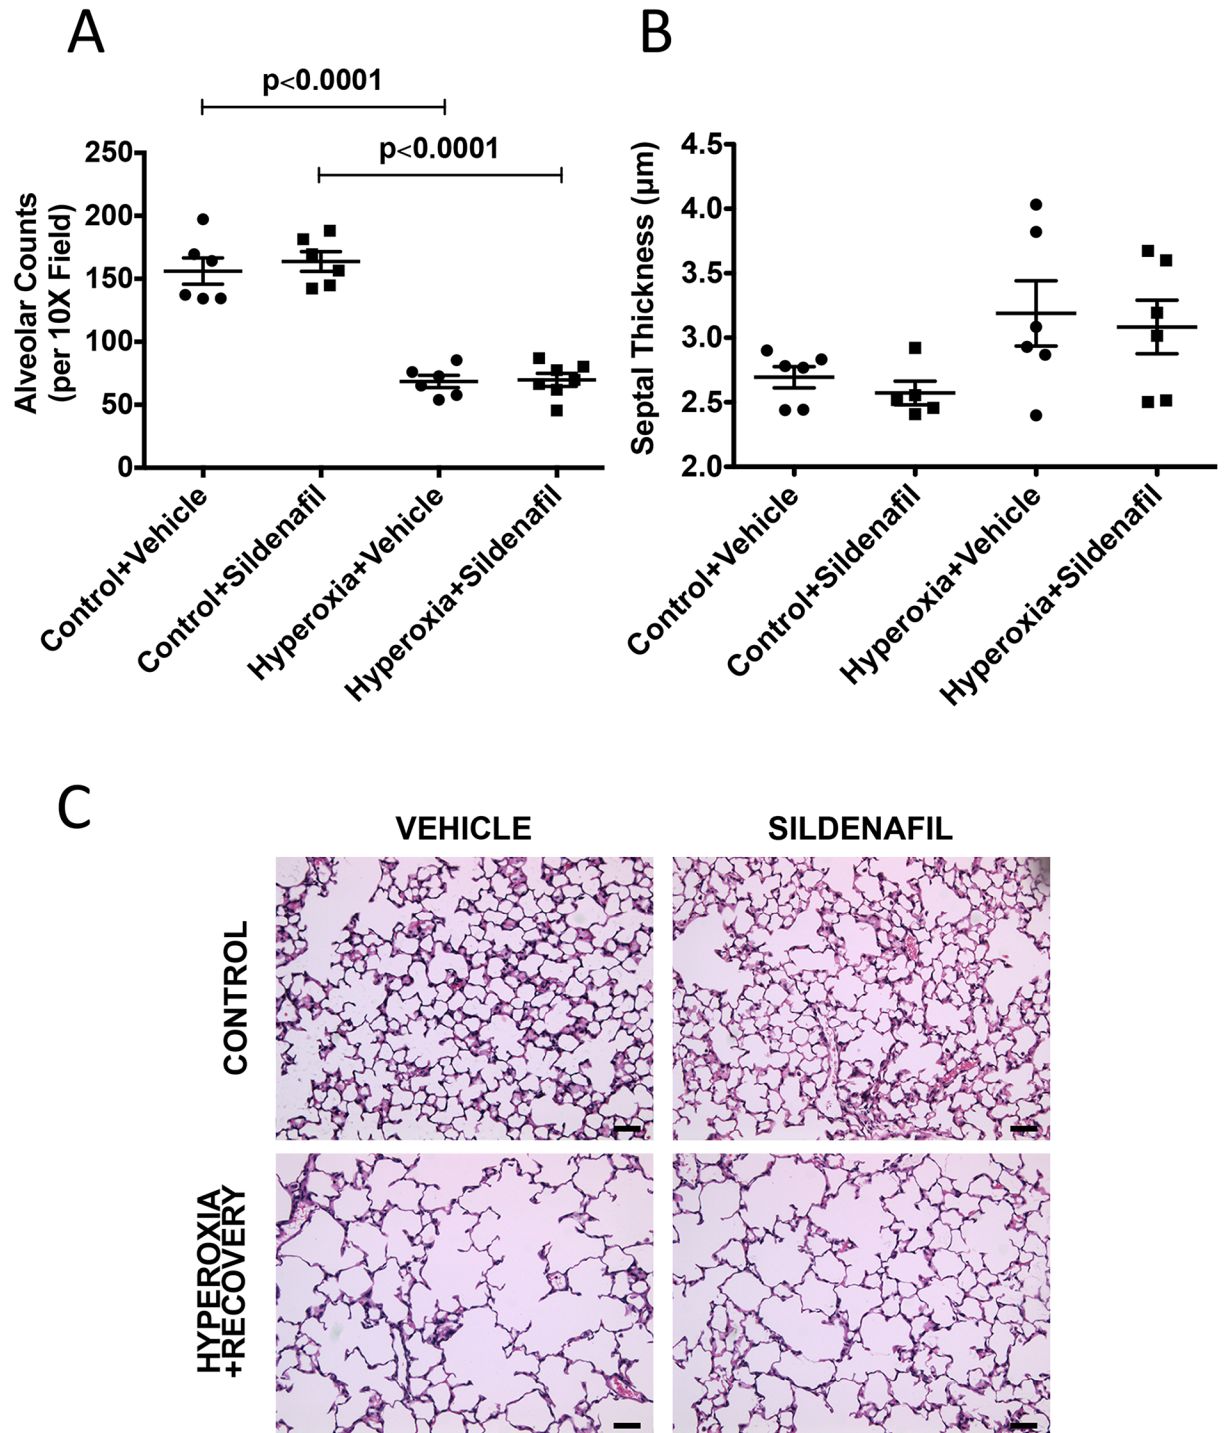 A
B
p<0.0001
p<0.0001
Alveolar Counts
(per 10X Field)
250
200
150
100
50
0
Control+Vehicle
Control+Sildenafil
Hyperoxia+Vehicle
Hyperoxia+Sildenafil
Septal Thickness (µm)
4.5
4.0
3.5
3.0
2.5
2.0
Control+Vehicle
Control+Sildenafil
Hyperoxia+Vehicle
Hyperoxia+Sildenafil
C
VEHICLE
SILDENAFIL
CONTROL
HYPEROXIA
+RECOVERY